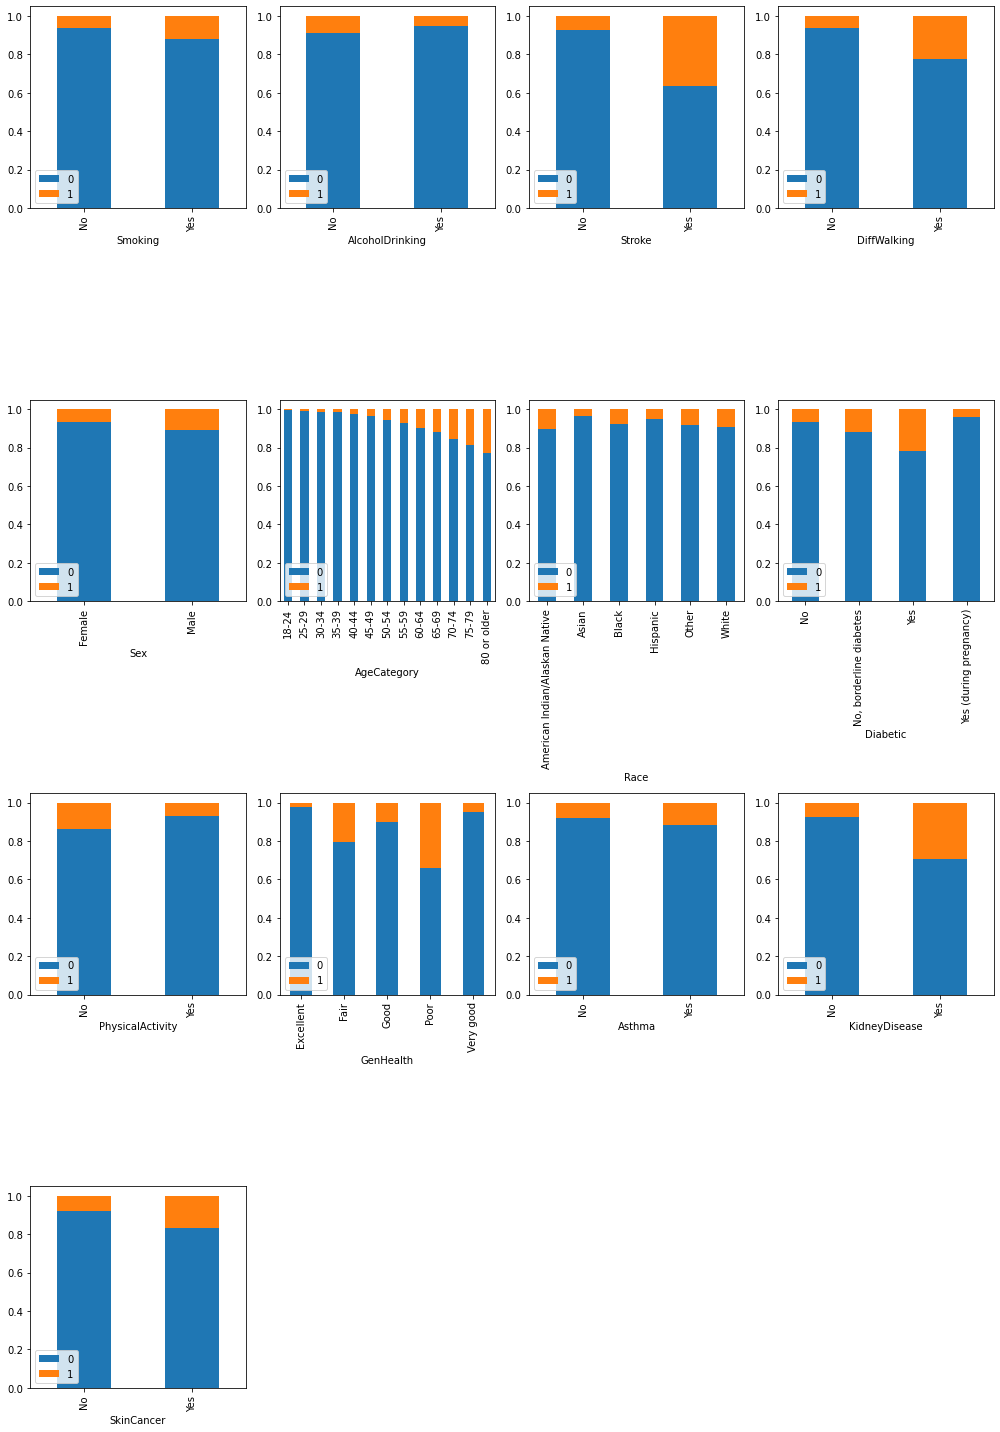 1.0
0.8
0.6
0.4
0.2
0.0
0
1
No
Yes
Smoking
1.0
0.8
0.6
0.4
0.2
0.0
0
1
No
Yes
AlcoholDrinking
1.0
0.8
0.6
0.4
0.2
0.0
0
1
No
Yes
Stroke
1.0
0.8
0.6
0.4
0.2
0.0
0
1
No
Yes
DiffWalking
1.0
0.8
0.6
0.4
0.2
0.0
0
1
Female
Male
Sex
1.0
0.8
0.6
0.4
0.2
0.0
0
1
18-24
25-29
30-34
35-39
40-44
45-49
50-54
55-59
60-64
65-69
70-74
75-79
80 or older
AgeCategory
1.0
0.8
0.6
0.4
0.2
0.0
0
1
American Indian/Alaskan Native
Asian
Black
Hispanic
Other
White
Race
1.0
0.8
0.6
0.4
0.2
0.0
0
1
No
No, borderline diabetes
Yes
Yes (during pregnancy)
Diabetic
1.0
0.8
0.6
0.4
0.2
0.0
0
1
No
Yes
PhysicalActivity
1.0
0.8
0.6
0.4
0.2
0.0
0
1
Excellent
Fair
Good
Poor
Very good
GenHealth
1.0
0.8
0.6
0.4
0.2
0.0
0
1
No
Yes
Asthma
1.0
0.8
0.6
0.4
0.2
0.0
0
1
No
Yes
KidneyDisease
1.0
0.8
0.6
0.4
0.2
0.0
0
1
No
Yes
SkinCancer